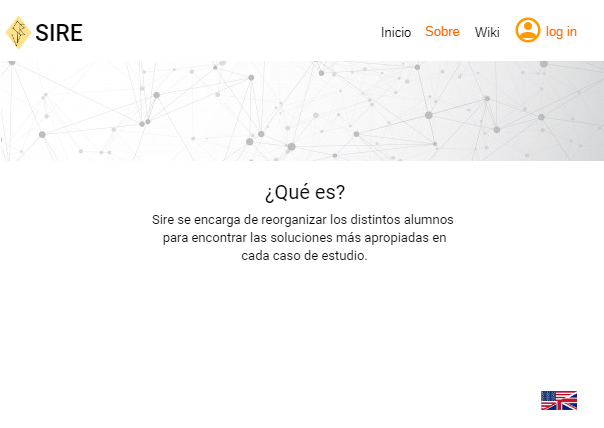 SIRE
Inicio Sobre Wiki log in
¿Qué es?
Sire se encarga de reorganizar los distintos alumnos
para encontrar las soluciones más apropiadas en
cada caso de estudio.